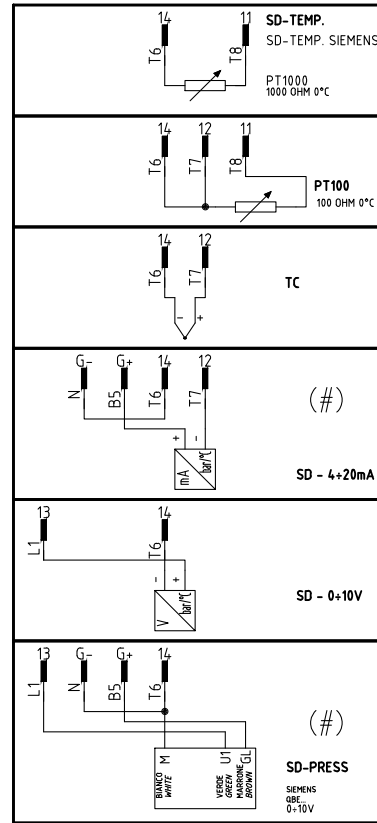 14 11 SD-TEMP.
SD-TEMP. SIEMENS
T6 T8
PT1000
1000 OHM 0°C
14 12 11
T6 T7 T8
PT100
100 OHM 0°C
14 12
T6 T7
TC
- +
G- G+ 14 12
N B5 T6 T7
(#)
+ -
mA bar/°C
SD - 4÷20mA
13 14
L1 T6
- +
V bar/°C
SD - 0÷10V
13 G- G+ 14
L1 N B5 T6
(#)
M U1 GL
BIANCO VERDE MARRONE
WHITE GREEN BROWN
SD-PRESS
SIEMENS
QBE...
0÷10V